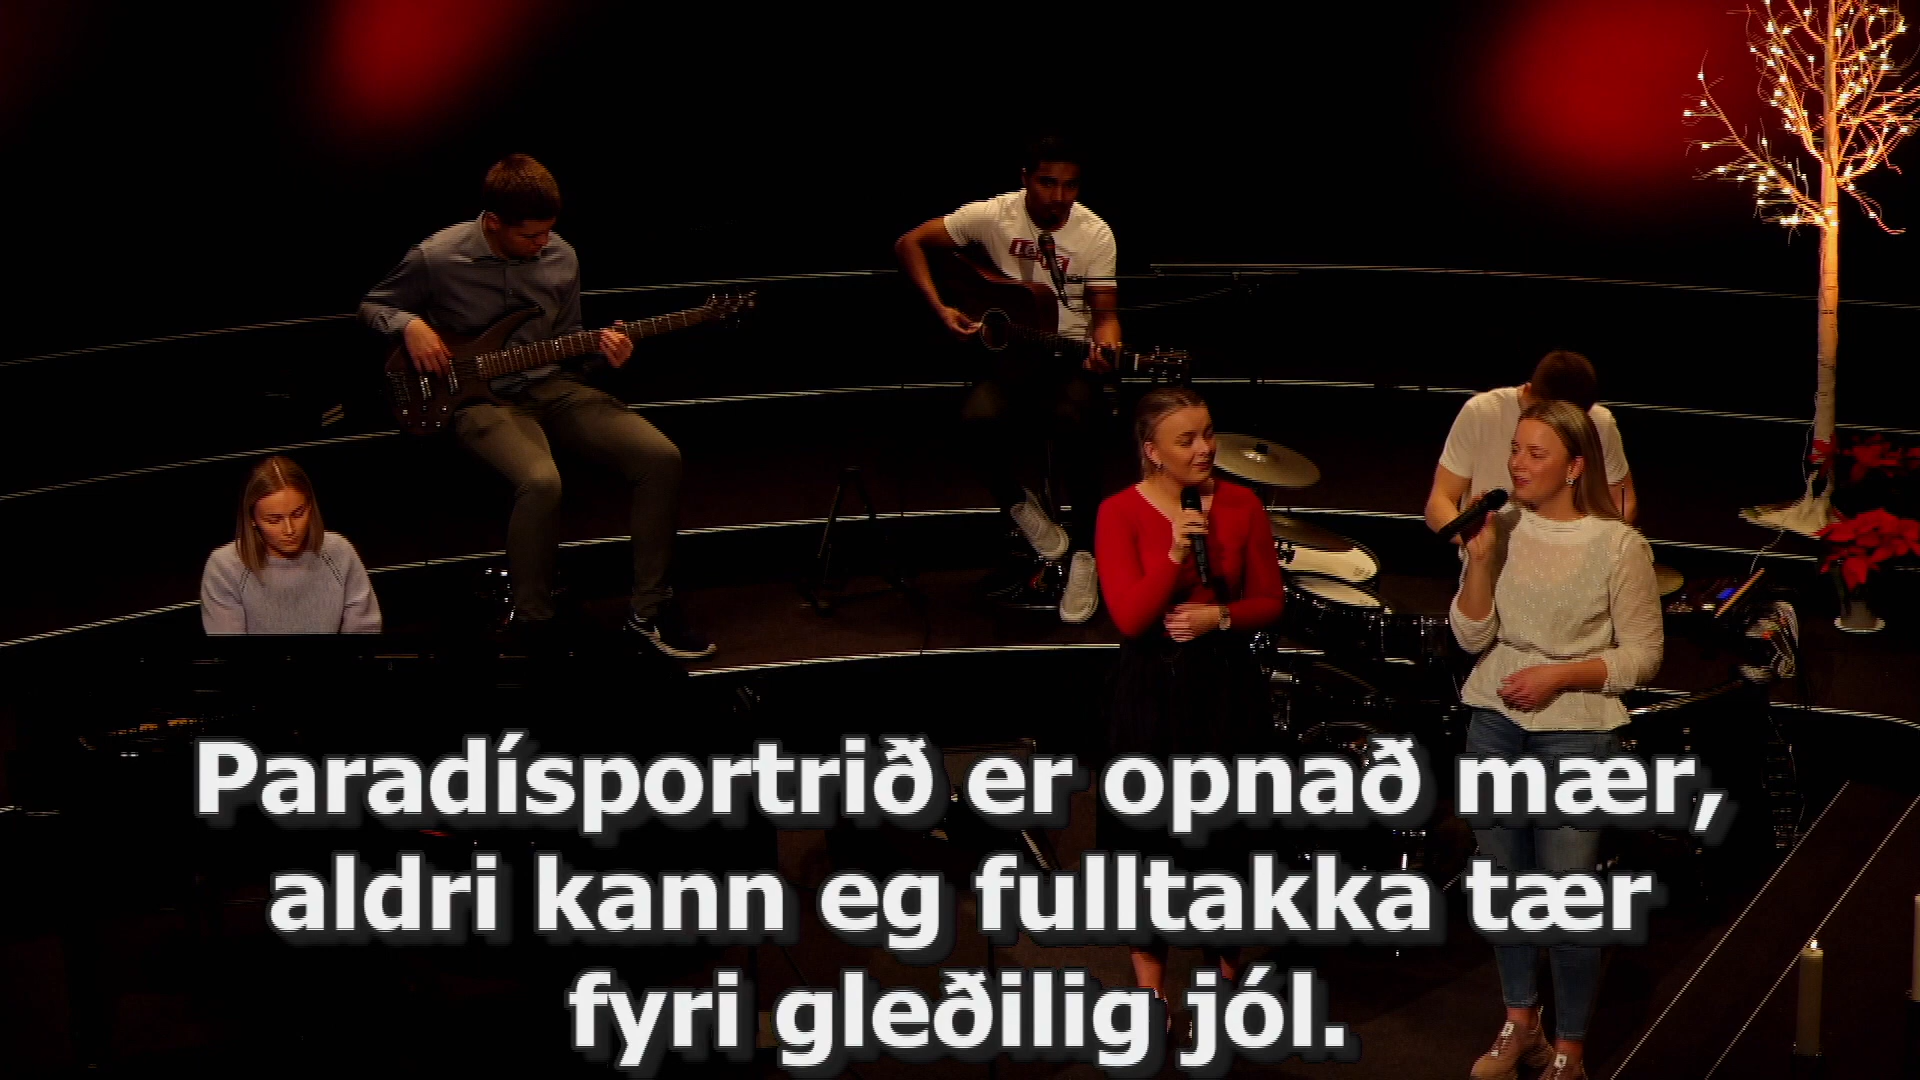 Paradísportrið er opnað mær,
aldri kann eg fulltakka tær
fyri gleðilig jól.